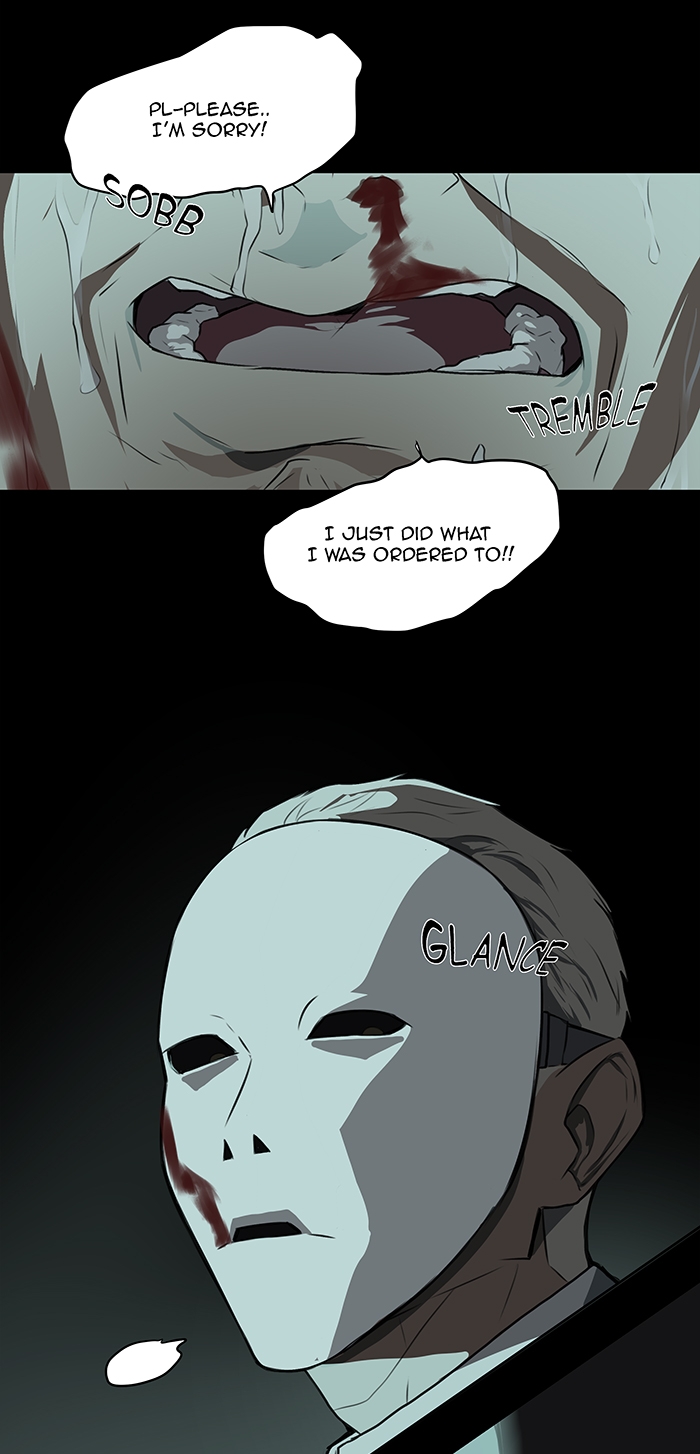 PL-PLEASE..
I'M SORRY!
SOBB
TREMBLE
I JUST DID WHAT
I WAS ORDERED TO!!
GLANCE